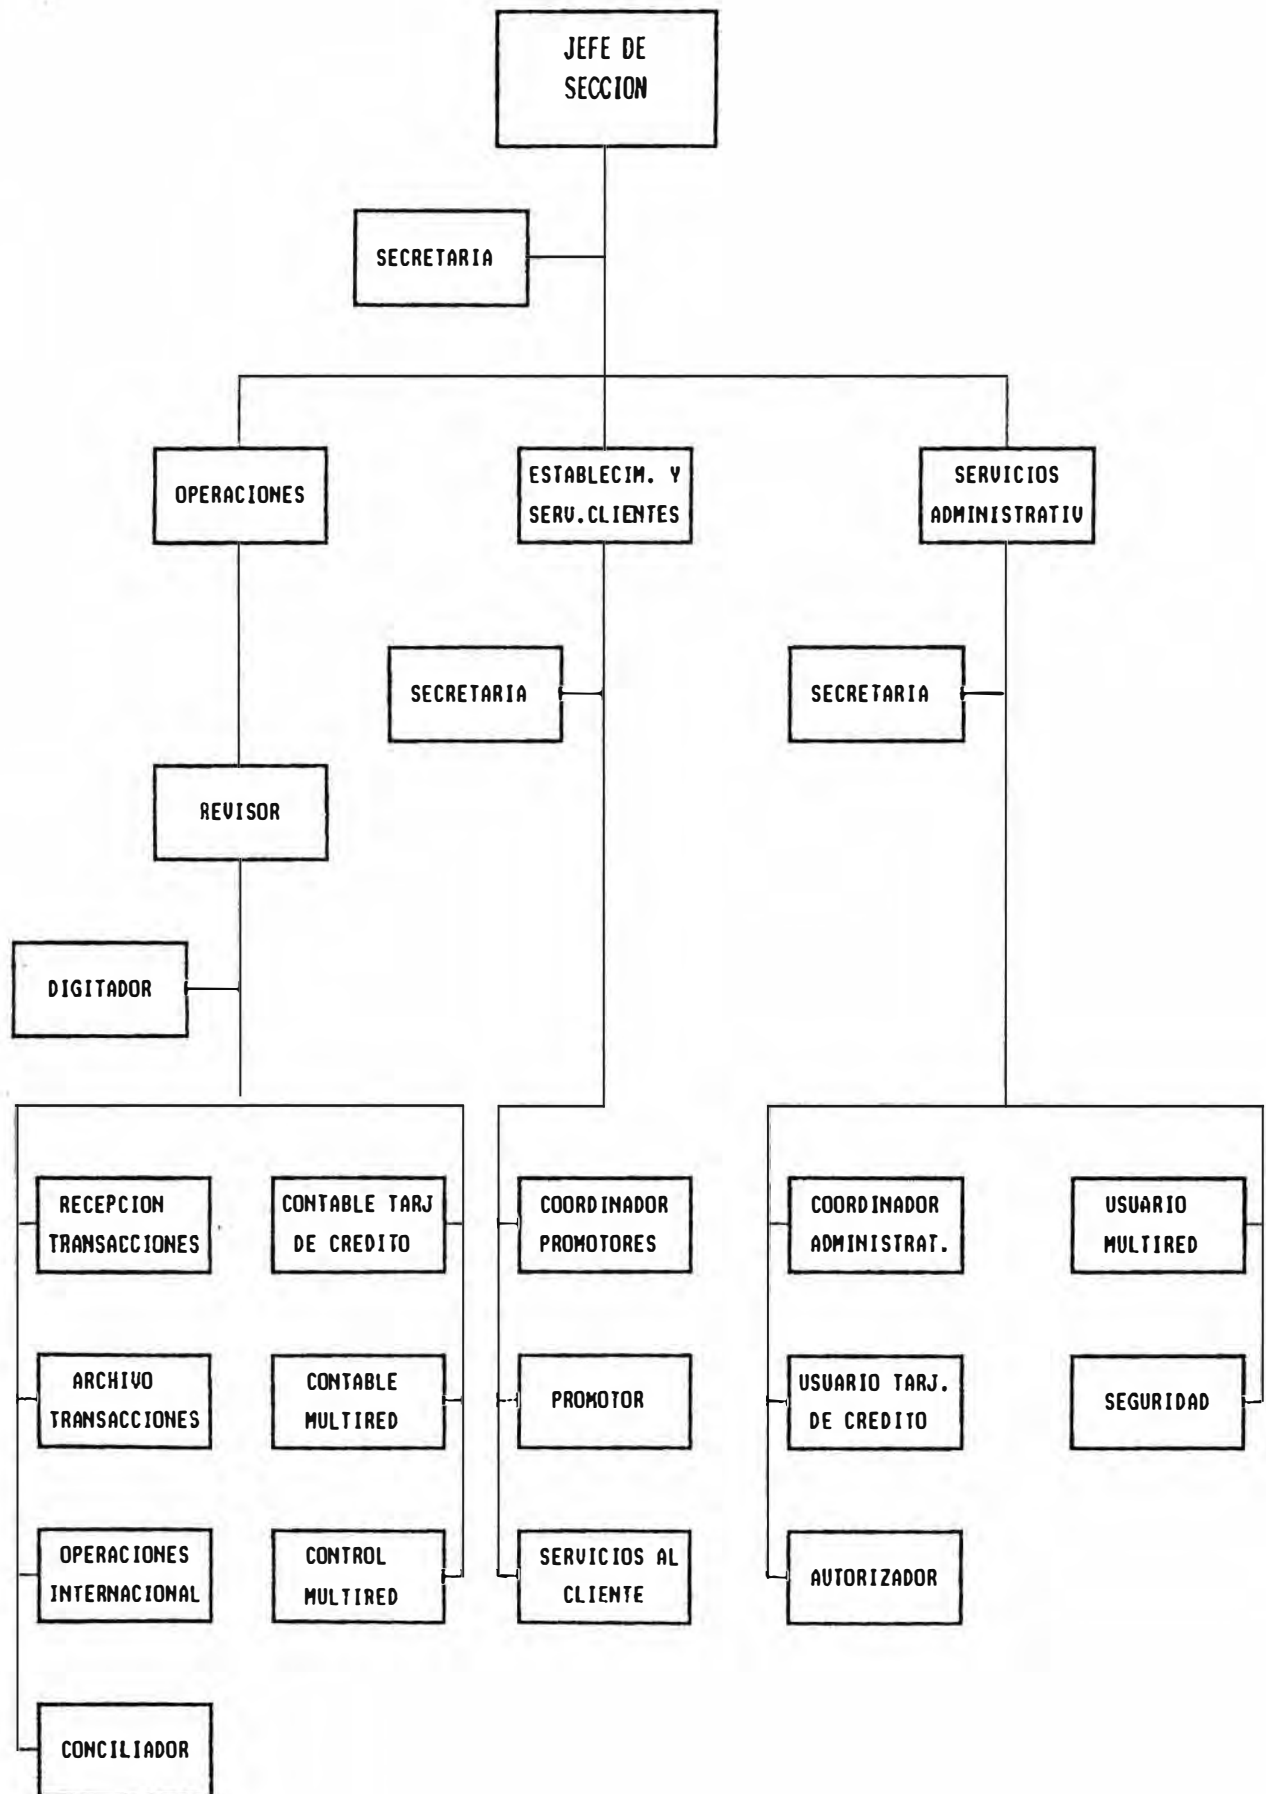 JEFE DE
SECCION
SECRETARIA
OPERACIONES
ESTABLECIM. Y
SERV.CLIENTES
SERVICIOS
ADMINISTRATIV
SECRETARIA
SECRETARIA
REVISOR
DIGITADOR
RECEPCION
TRANSACCIONES
CONTABLE TARJ
DE CREDITO
COORDINADOR
PROMOTORES
COORDINADOR
ADMINISTRAT.
USUARIO
MULTIRED
ARCHIVO
TRANSACCIONES
CONTABLE
MULTIRED
PROMOTOR
USUARIO TARJ.
DE CREDITO
SEGURIDAD
OPERACIONES
INTERNACIONAL
CONTROL
MULTIRED
SERVICIOS AL
CLIENTE
AUTORIZADOR
CONCILIADOR